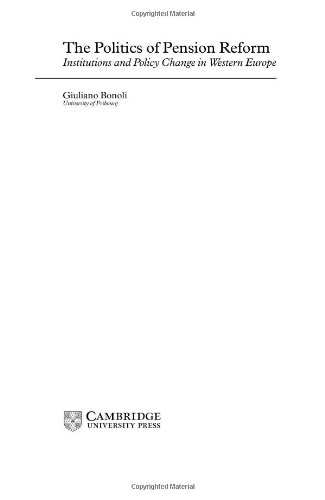 Copyrighted Material
The Politics of Pension Reform
Institutions and Policy Change in Western Europe
Giuliano Bonoli
University of Fribourg
CAMBRIDGE
UNIVERSITY PRESS
Copyrighted Material